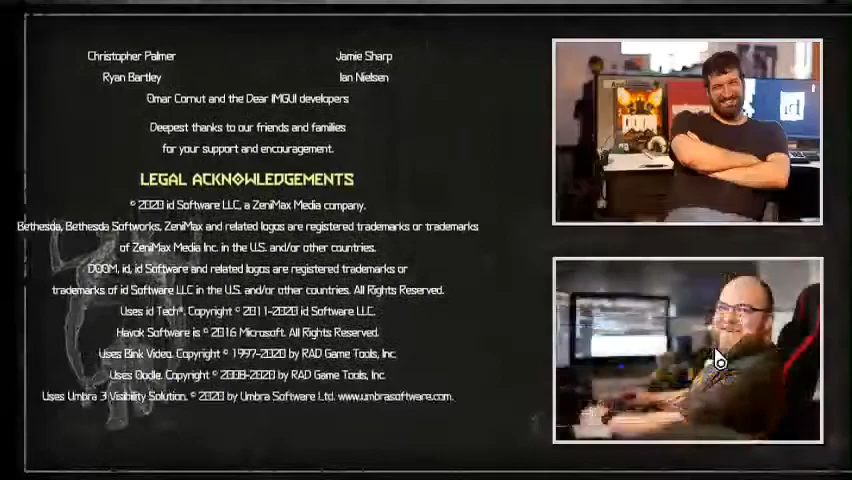 Christopher Palmer Jamie Sharp
Ryan Bartley Ian Nielsen
Omar Cornut and the Dear IMGUI developers
Deepest thanks to our friends and families
for your support and encouragement.
LEGAL ACKNOWLEDGEMENTS
© 2020 id Software LLC, a ZeniMax Media company.
Bethesda, Bethesda Softworks, ZeniMax and related logos are registered trademarks or trademarks
of ZeniMax Media Inc. in the U.S. and/or other countries.
DOOM, id, id Software and related logos are registered trademarks or
trademarks of id Software LLC in the U.S. and/or other countries. All Rights Reserved.
Uses id Tech®. Copyright © 2011-2020 id Software LLC.
Havok Software is © 2016 Microsoft. All Rights Reserved.
Uses Bink Video. Copyright © 1997-2020 by RAD Game Tools, Inc.
Uses Oodle. Copyright © 2008-2020 by RAD Game Tools, Inc.
Uses Umbra 3 Visibility Solution. © 2020 by Umbra Software Ltd. www.umbrasoftware.com.
DOOM
id